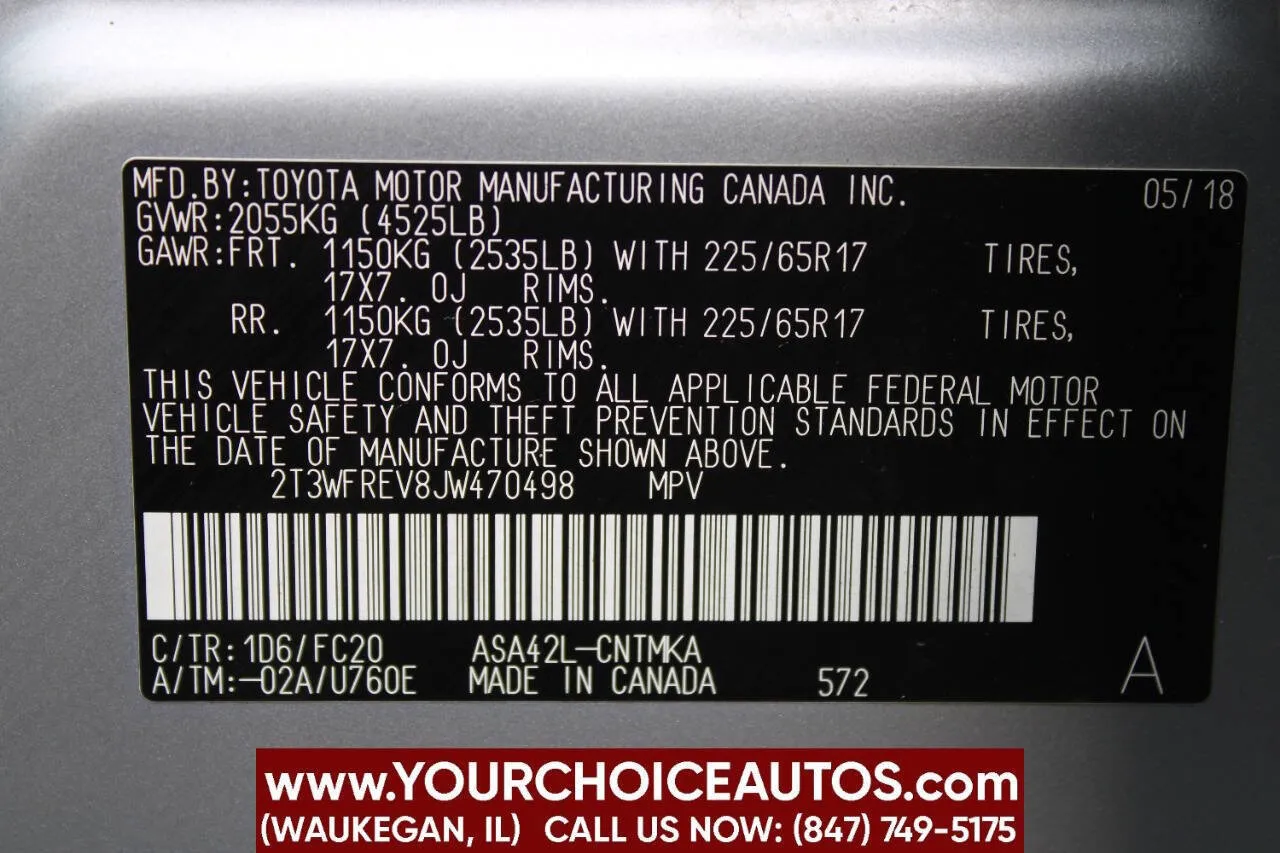 MFD.BY:TOYOTA MOTOR MANUFACTURING CANADA INC. 05/18
GVWR:2055KG (4525LB)
GAWR:FRT. 1150KG (2535LB) WITH 225/65R17 TIRES,
17X7.0J RIMS.
RR. 1150KG (2535LB) WITH 225/65R17 TIRES,
17X7.0J RIMS.
THIS VEHICLE CONFORMS TO ALL APPLICABLE FEDERAL MOTOR
VEHICLE SAFETY AND THEFT PREVENTION STANDARDS IN EFFECT ON
THE DATE OF MANUFACTURE SHOWN ABOVE.
2T3WFREV8JW470498 MPV
C/TR:1D6/FC20 ASA42L-CNTMKA
A/TM:-02A/U760E MADE IN CANADA 572 A
www.YOURCHOICEAUTOS.com
(WAUKEGAN, IL) CALL US NOW: (847) 749-5175